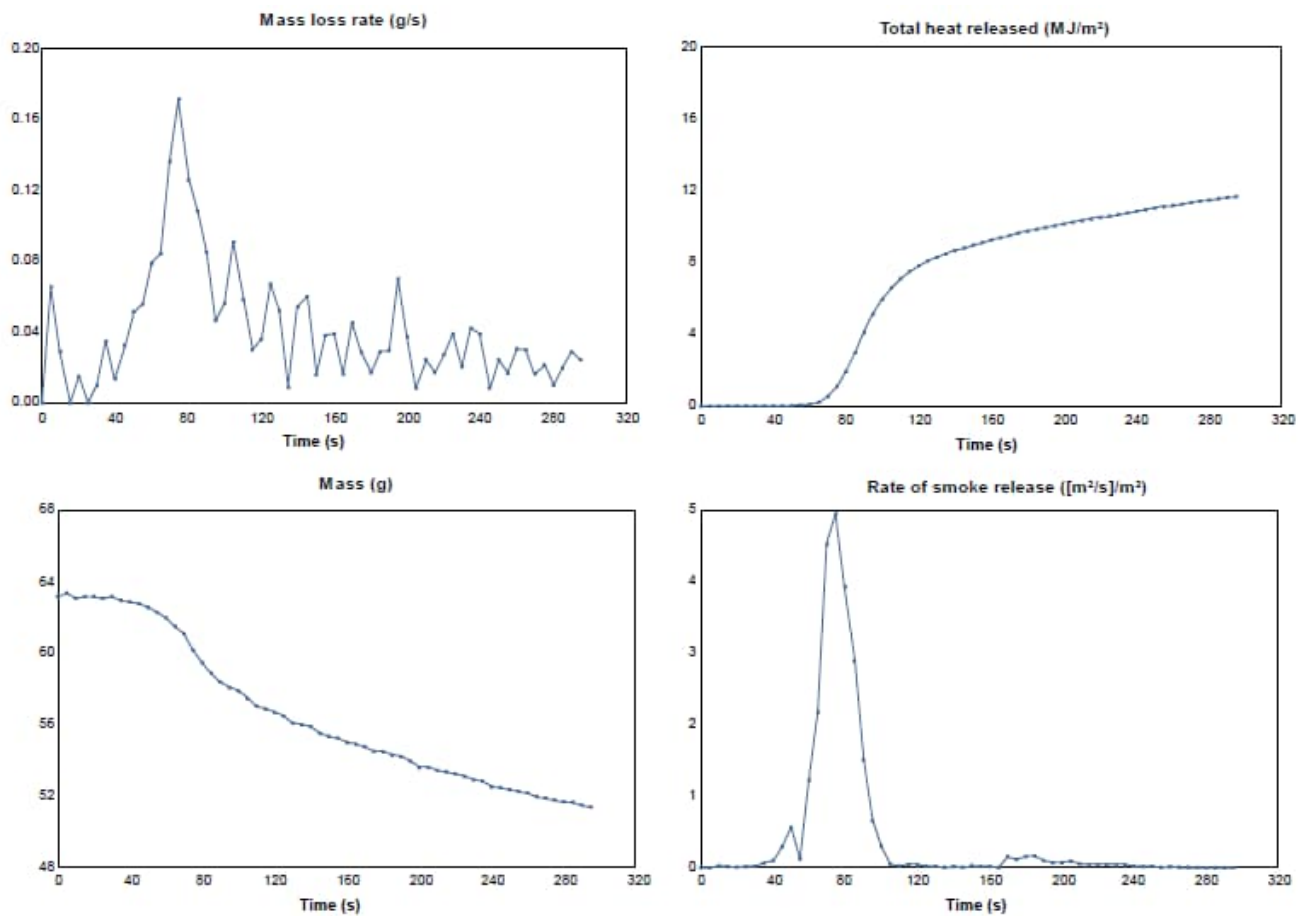 Mass loss rate (g/s)
0.20
0.16
0.12
0.08
0.04
0.00
0 40 80 120 160 200 240 280 320
Time (s)
Total heat released (MJ/m²)
20
16
12
8
4
0
0 40 80 120 160 200 240 280 320
Time (s)
Mass (g)
68
64
60
56
52
48
0 40 80 120 160 200 240 280 320
Time (s)
Rate of smoke release ([m²/s]/m²)
5
4
3
2
1
0
0 40 80 120 160 200 240 280 320
Time (s)